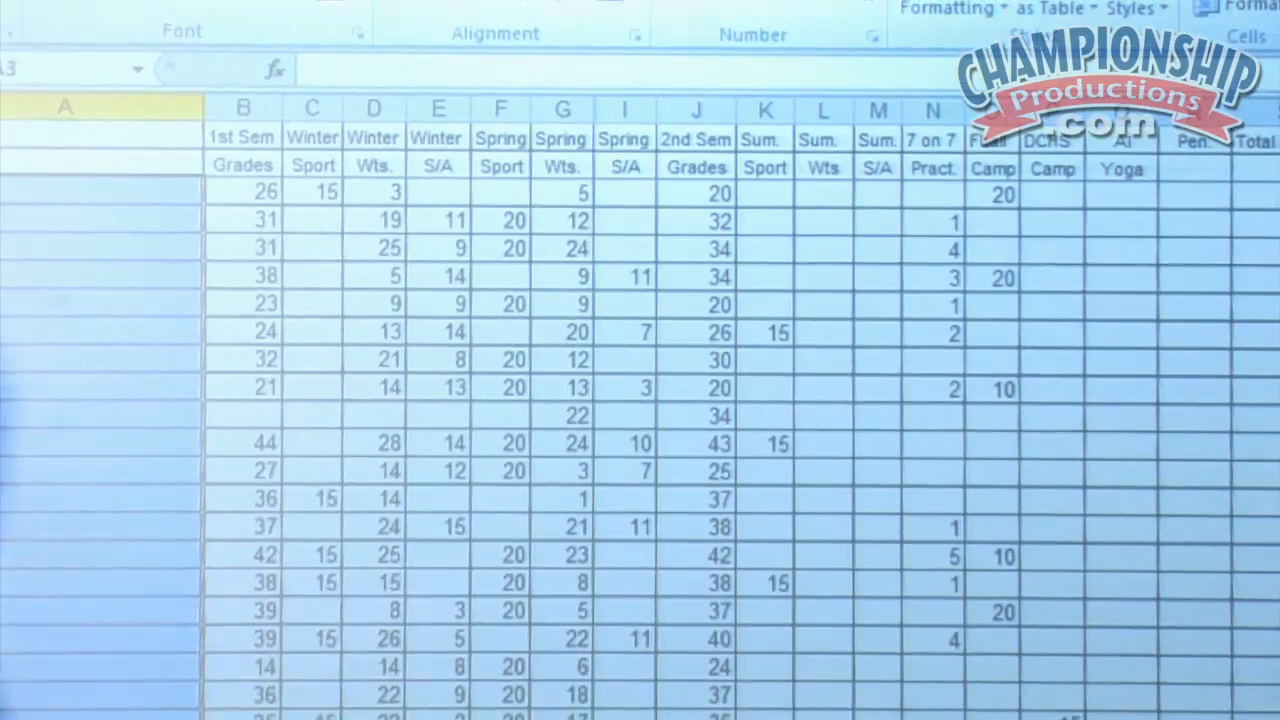 Formatting as Table Styles Format
Font Alignment Number Cells
A3 fx
CHAMPIONSHIP
Productions
.com
A B C D E F G I J K L M N
1st Sem Winter Winter Winter Spring Spring Spring 2nd Sem Sum. Sum. Sum. 7 on 7 DCHS Pen. Total
Grades Sport Wts. S/A Sport Wts. S/A Grades Sport Wts S/A Pract. Camp Camp Yoga
26 15 3 5 20 20
31 19 11 20 12 32 1
31 25 9 20 24 34 4
38 5 14 9 11 34 3 20
23 9 9 20 9 20 1
24 13 14 20 7 26 15 2
32 21 8 20 12 30
21 14 13 20 13 3 20 2 10
22 34
44 28 14 20 24 10 43 15
27 14 12 20 3 7 25
36 15 14 1 37
37 24 15 21 11 38 1
42 15 25 20 23 42 5 10
38 15 15 20 8 38 15 1
39 8 3 20 5 37 20
39 15 26 5 22 11 40 4
14 14 8 20 6 24
36 22 9 20 18 37